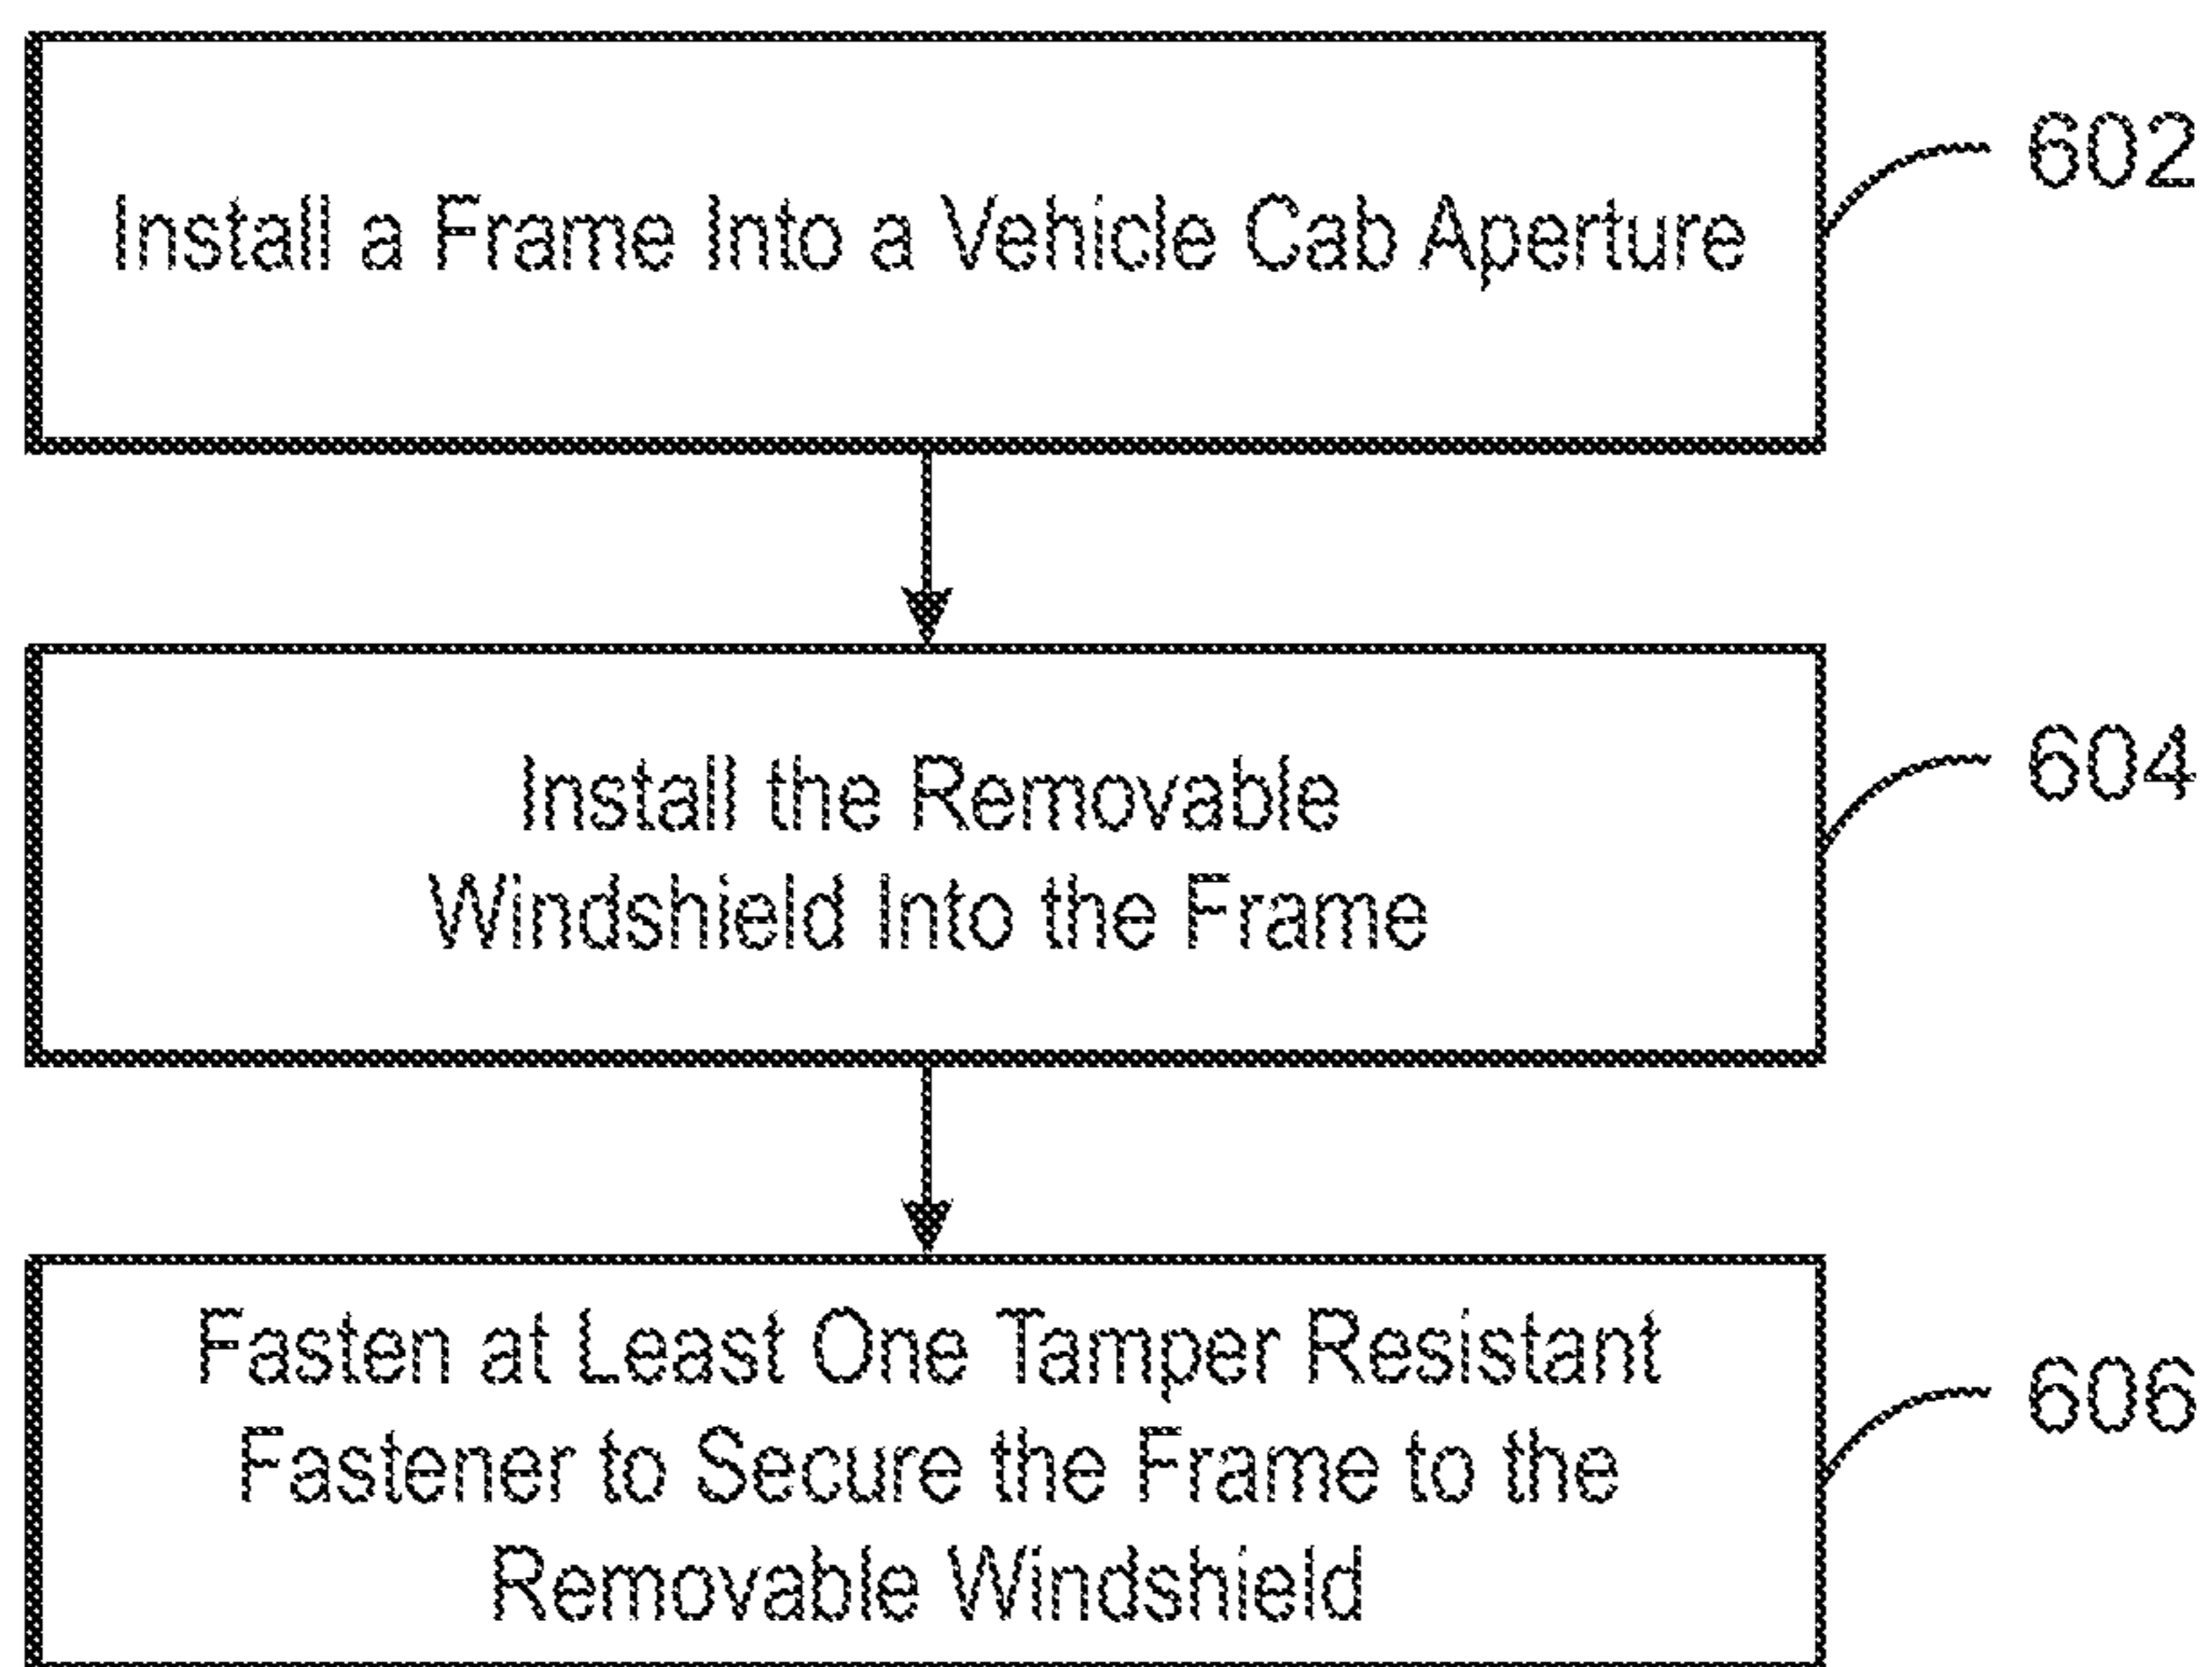 Install a Frame Into a Vehicle Cab Aperture
602
Install the Removable
Windshield Into the Frame
604
Fasten at Least One Tamper Resistant
Fastener to Secure the Frame to the
Removable Windshield
606